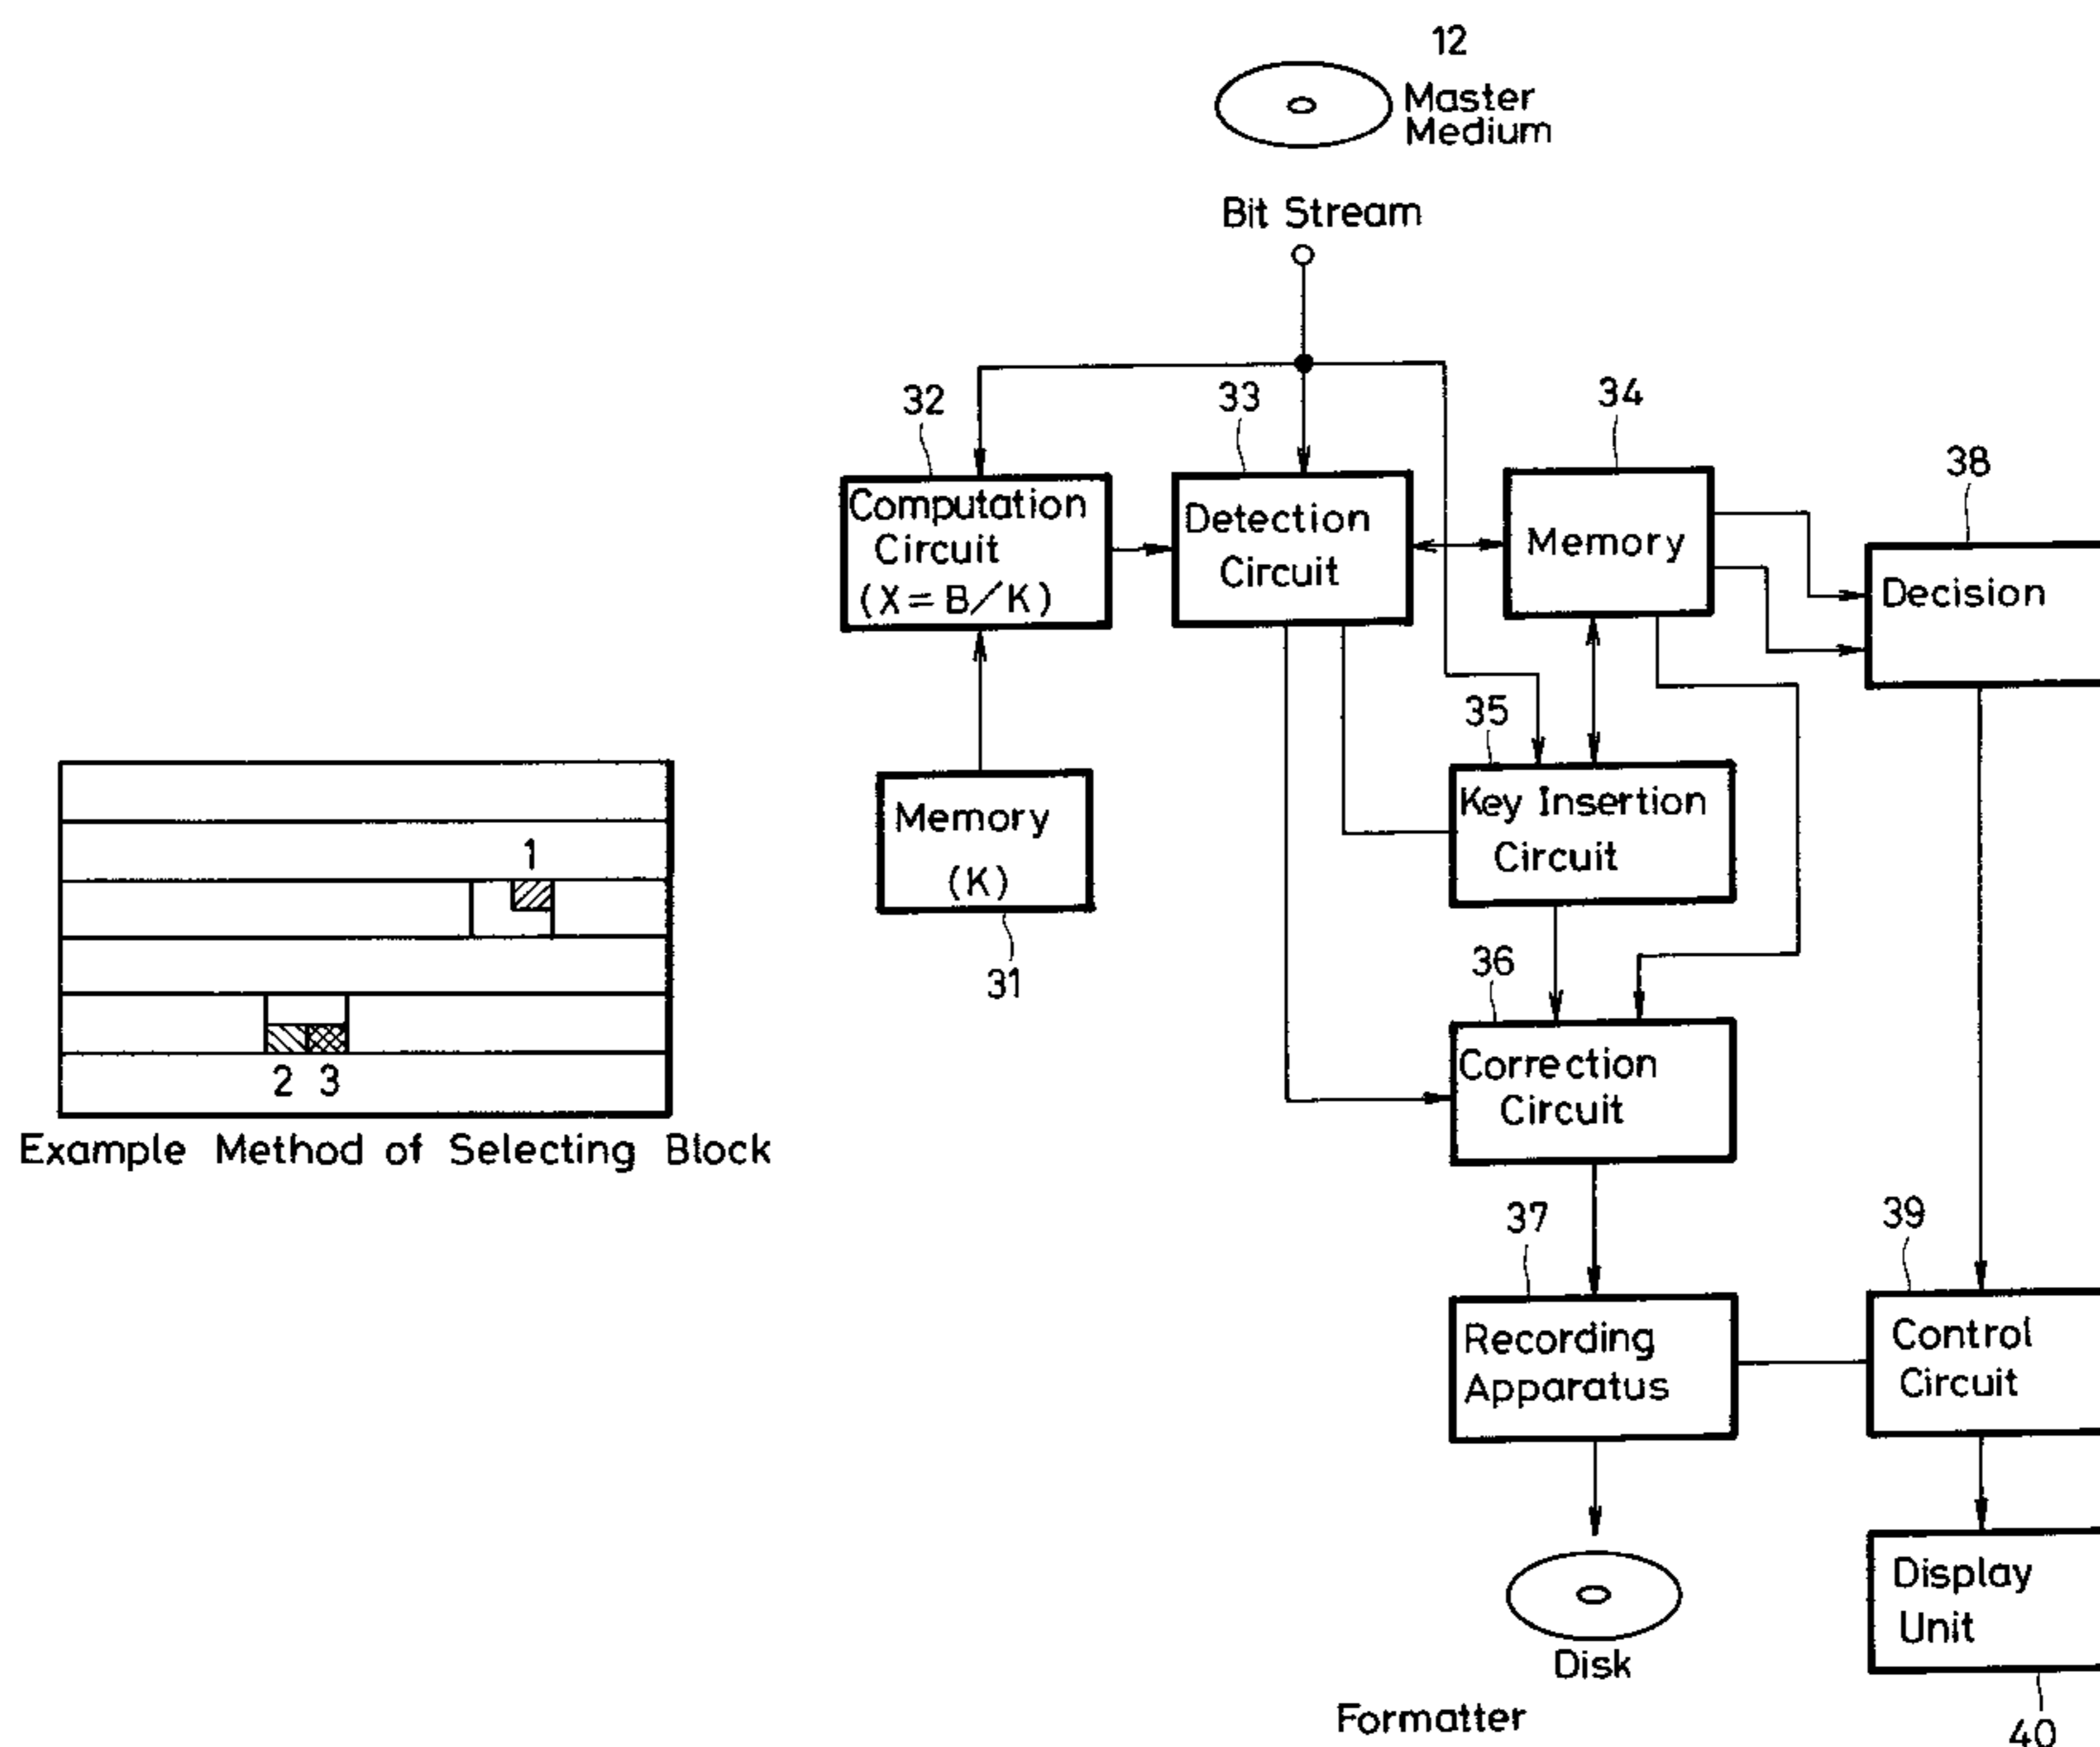 12
Master
Medium
Bit Stream
32
33
34
38
Computation
Circuit
(X=B/K)
Detection
Circuit
Memory
Decision
35
Memory
(K)
31
Key Insertion
Circuit
1
2 3
Example Method of Selecting Block
36
Correction
Circuit
37
39
Recording
Apparatus
Control
Circuit
Display
Unit
Disk
Formatter
40